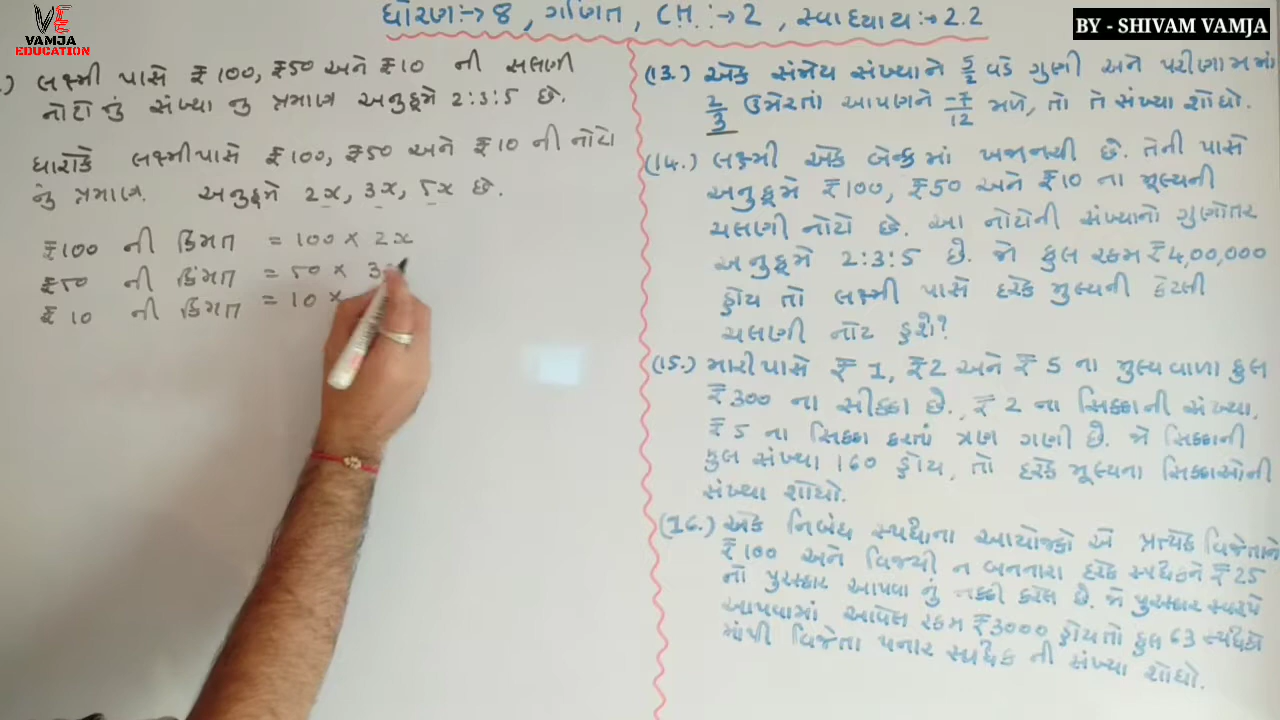 VE
VAMJA
EDUCATION
ધોરણ:→ 8 , ગણિત, CH.:→2 , સ્વાધ્યાય:→ 2.2
BY - SHIVAM VAMJA
.) લક્ષ્મી પાસે ₹100, ₹50 અને ₹10 ની ચલણી
નોટો નું સંખ્યા નુ પ્રમાણ અનુક્રમે 2:3:5 છે.
ધારોકે લક્ષ્મીપાસે ₹100, ₹50 અને ₹10 ની નોટો
નું પ્રમાણ અનુક્રમે 2x, 3x, 5x છે.
₹100 ની કિંમત = 100 × 2x
₹50 ની કિંમત = 50 × 3
₹10 ની કિંમત = 10 ×
(13.) એક સંમેય સંખ્યાને 5/2 વડે ગુણી અને પરીણામમાં
2/3 ઉમેરતાં આપણને -7/12 મળે, તો તે સંખ્યા શોધો.
(14.) લક્ષ્મી એક બેન્કમાં ખજાનચી છે. તેની પાસે
અનુક્રમે ₹100, ₹50 અને ₹10 ના મૂલ્યની
ચલણી નોટો છે. આ નોટોની સંખ્યાનો ગુણોતર
અનુક્રમે 2:3:5 છે. જો કુલ રકમ ₹4,00,000
હોય તો લક્ષ્મી પાસે દરેક મુલ્યની કેટલી
ચલણી નોટ હશે?
(15.) મારીપાસે ₹ 1, ₹2 અને ₹ 5 ના મુલ્યવાળા કુલ
₹300 ના સીક્કા છે. ₹ 2 ના સિક્કાની સંખ્યા,
₹ 5 ના સિક્કા કરતાં ત્રણ ગણી છે. જો સિક્કાની
કુલ સંખ્યા 160 હોય, તો દરેક મૂલ્યના સિક્કાઓની
સંખ્યા શોધો.
(16.) એક નિબંધ સ્પર્ધાના આયોજકો એ પ્રત્યેક વિજેતાને
₹100 અને વિજયી ન બનનારા દરેક સ્પર્ધકને ₹25
નો પુરસ્કાર આપવા નું નક્કી કરેલ છે. જો પુરસ્કાર સ્વરૂપે
આપવામાં આવેલ રકમ ₹3000 હોયતો કુલ 63 સ્પર્ધકો
માંથી વિજેતા થનાર સ્પર્ધક ની સંખ્યા શોધો.